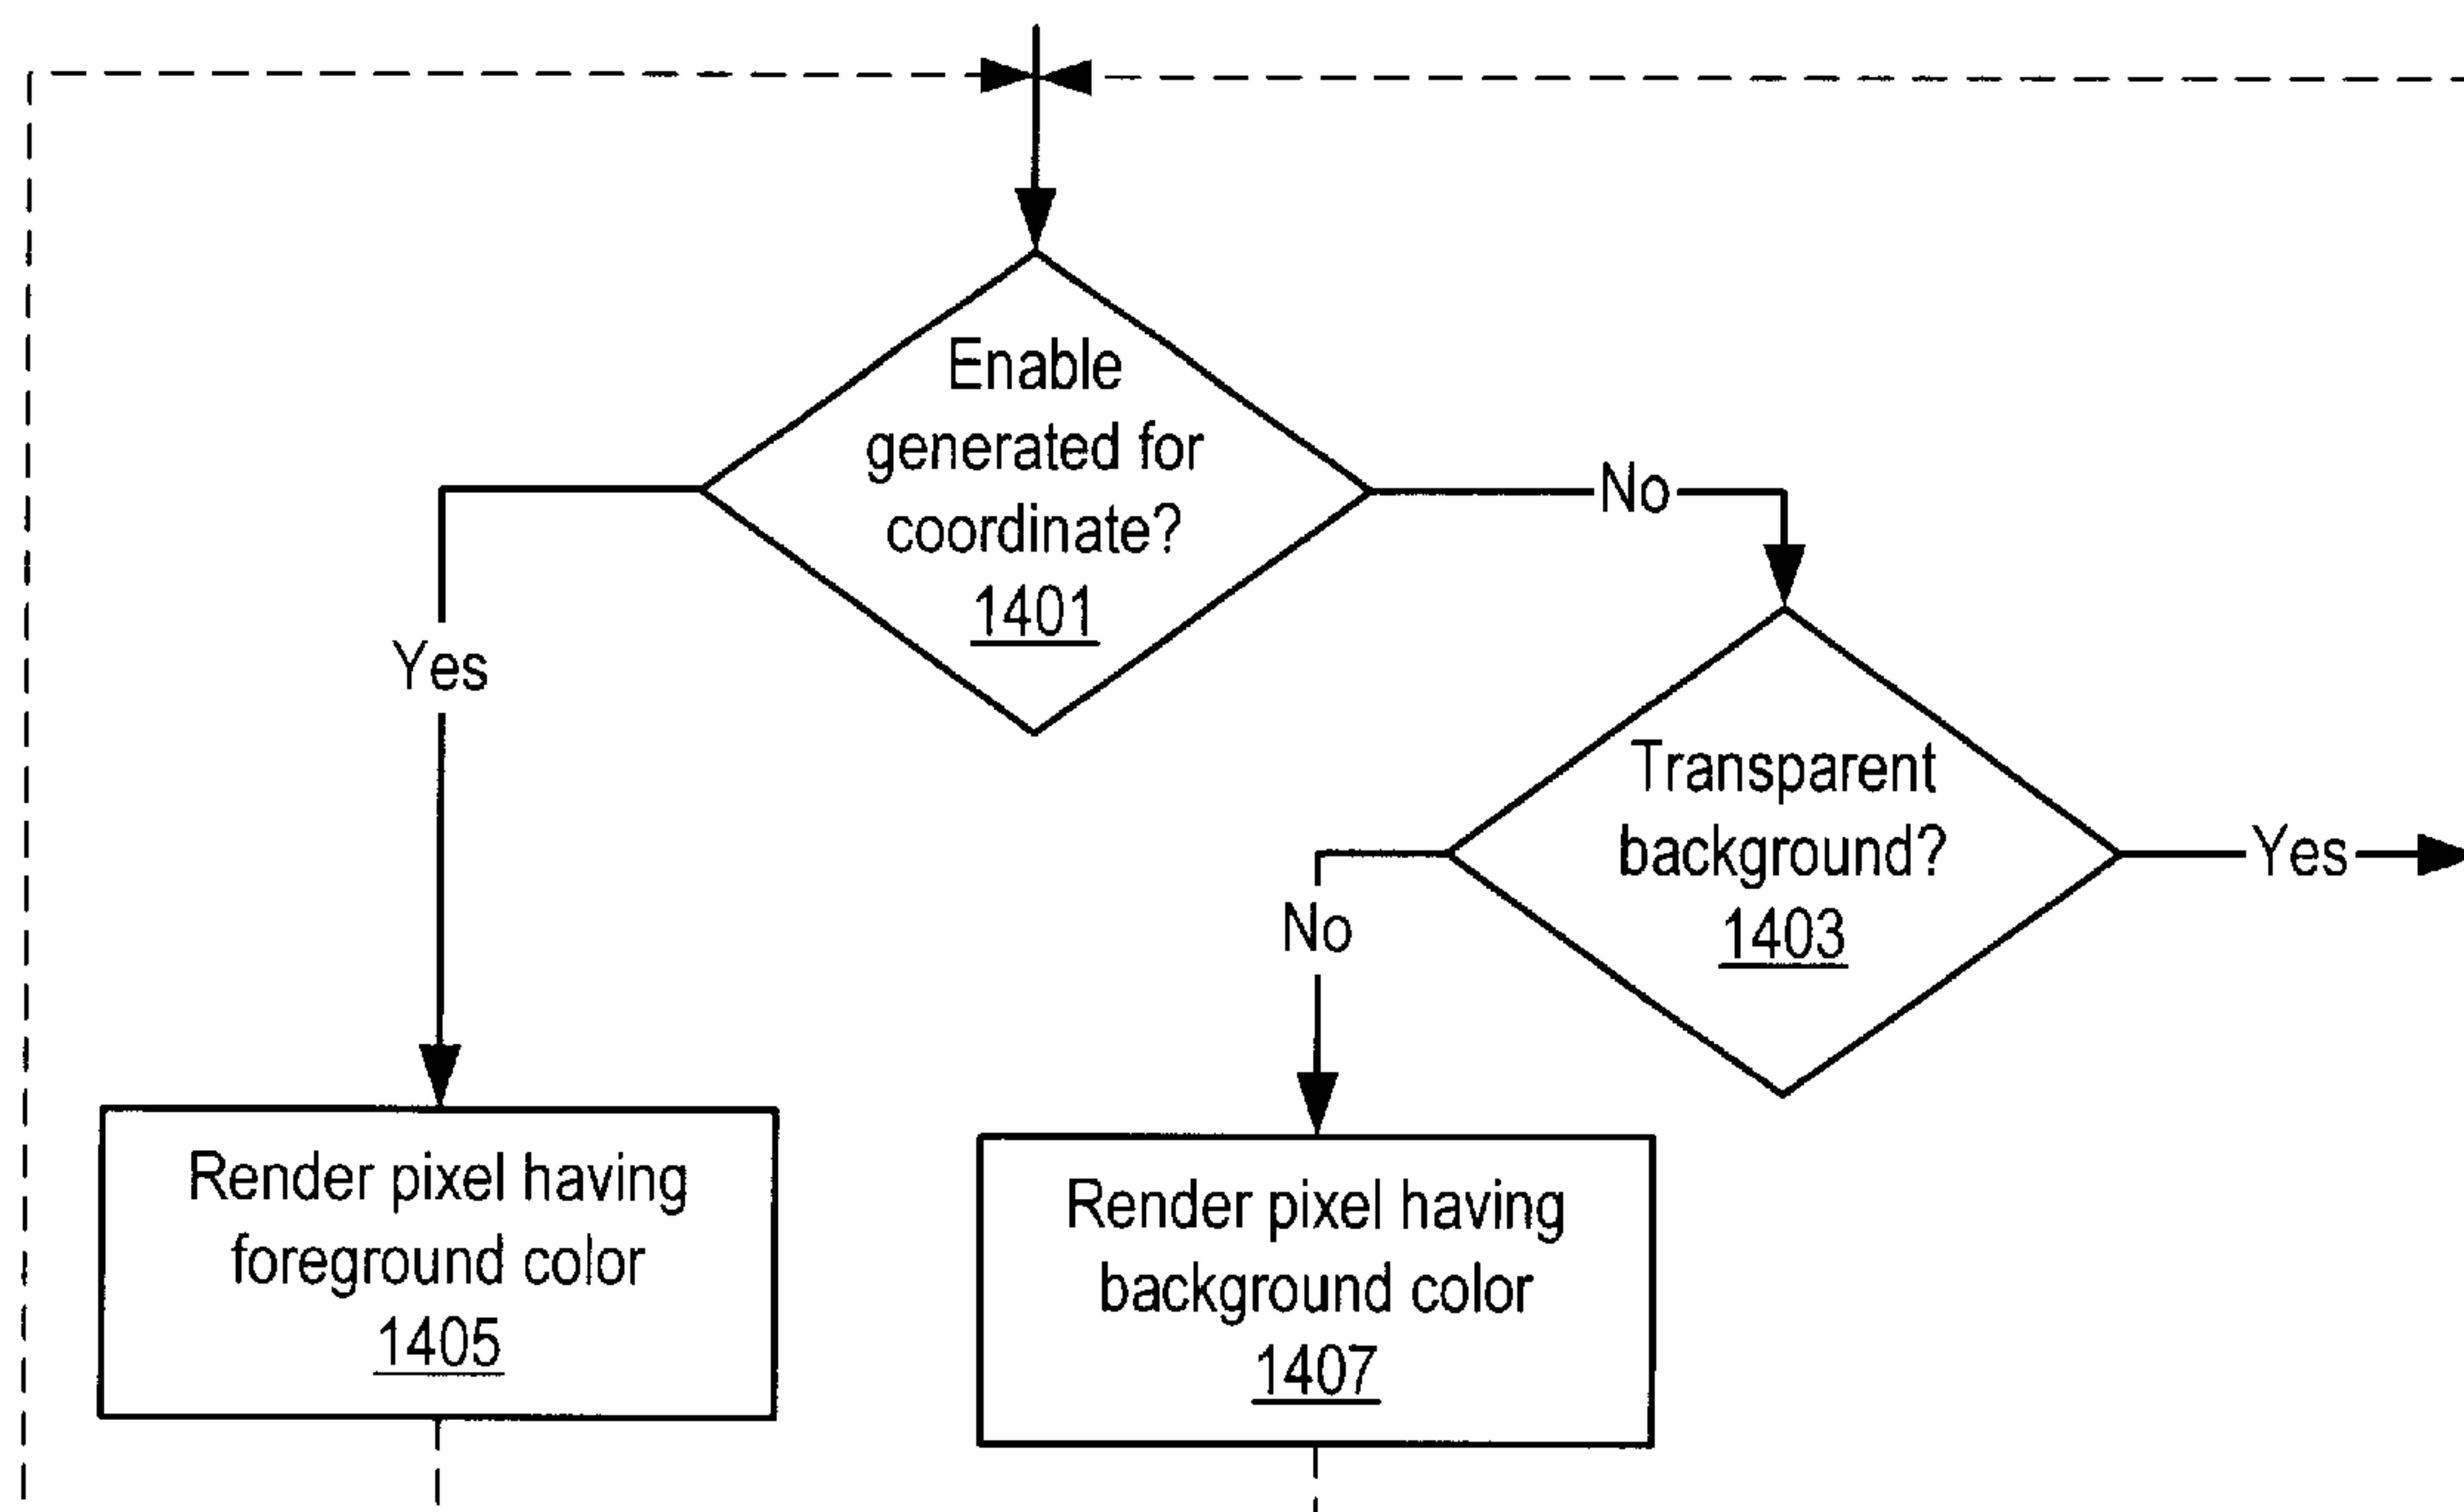 Enable
generated for
coordinate?
1401
No
Yes
Transparent
background?
1403
Yes
No
Render pixel having
foreground color
1405
Render pixel having
background color
1407